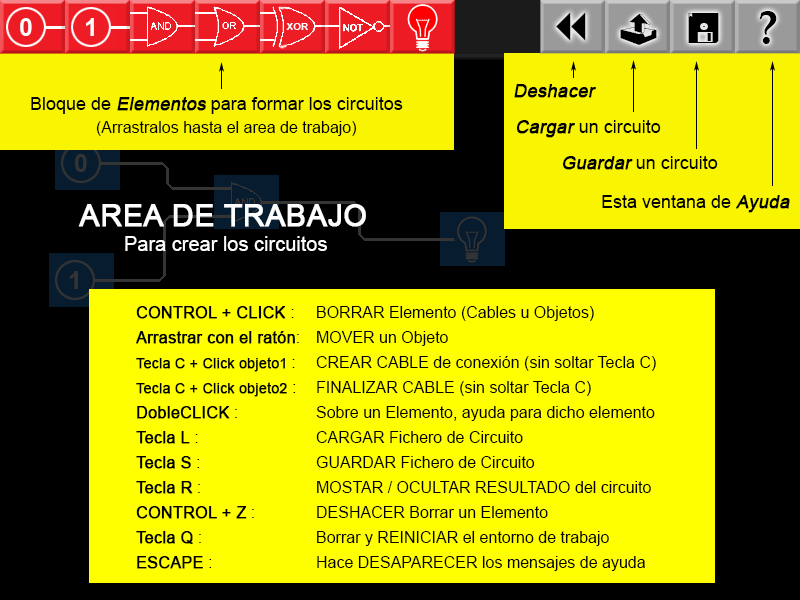 0 1 AND OR XOR NOT ?
Bloque de Elementos para formar los circuitos
(Arrastralos hasta el area de trabajo)
Deshacer
Cargar un circuito
Guardar un circuito
Esta ventana de Ayuda
0
AND
AREA DE TRABAJO
Para crear los circuitos
1
CONTROL + CLICK : BORRAR Elemento (Cables u Objetos)
Arrastrar con el ratón: MOVER un Objeto
Tecla C + Click objeto1 : CREAR CABLE de conexión (sin soltar Tecla C)
Tecla C + Click objeto2 : FINALIZAR CABLE (sin soltar Tecla C)
DobleCLICK : Sobre un Elemento, ayuda para dicho elemento
Tecla L : CARGAR Fichero de Circuito
Tecla S : GUARDAR Fichero de Circuito
Tecla R : MOSTAR / OCULTAR RESULTADO del circuito
CONTROL + Z : DESHACER Borrar un Elemento
Tecla Q : Borrar y REINICIAR el entorno de trabajo
ESCAPE : Hace DESAPARECER los mensajes de ayuda